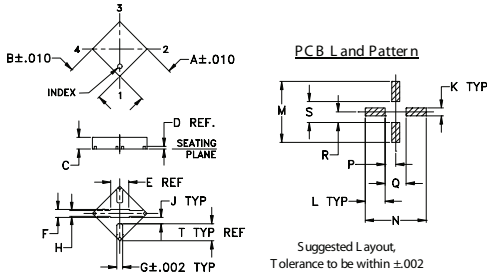 3
4
2
B±.010
A±.010
INDEX
1
D REF.
SEATING
PLANE
C
E REF
J TYP
F
H
T TYP REF
G±.002 TYP
PCB Land Pattern
K TYP
M
S
R
P
Q
L TYP
N
Suggested Layout,
Tolerance to be within ±.002